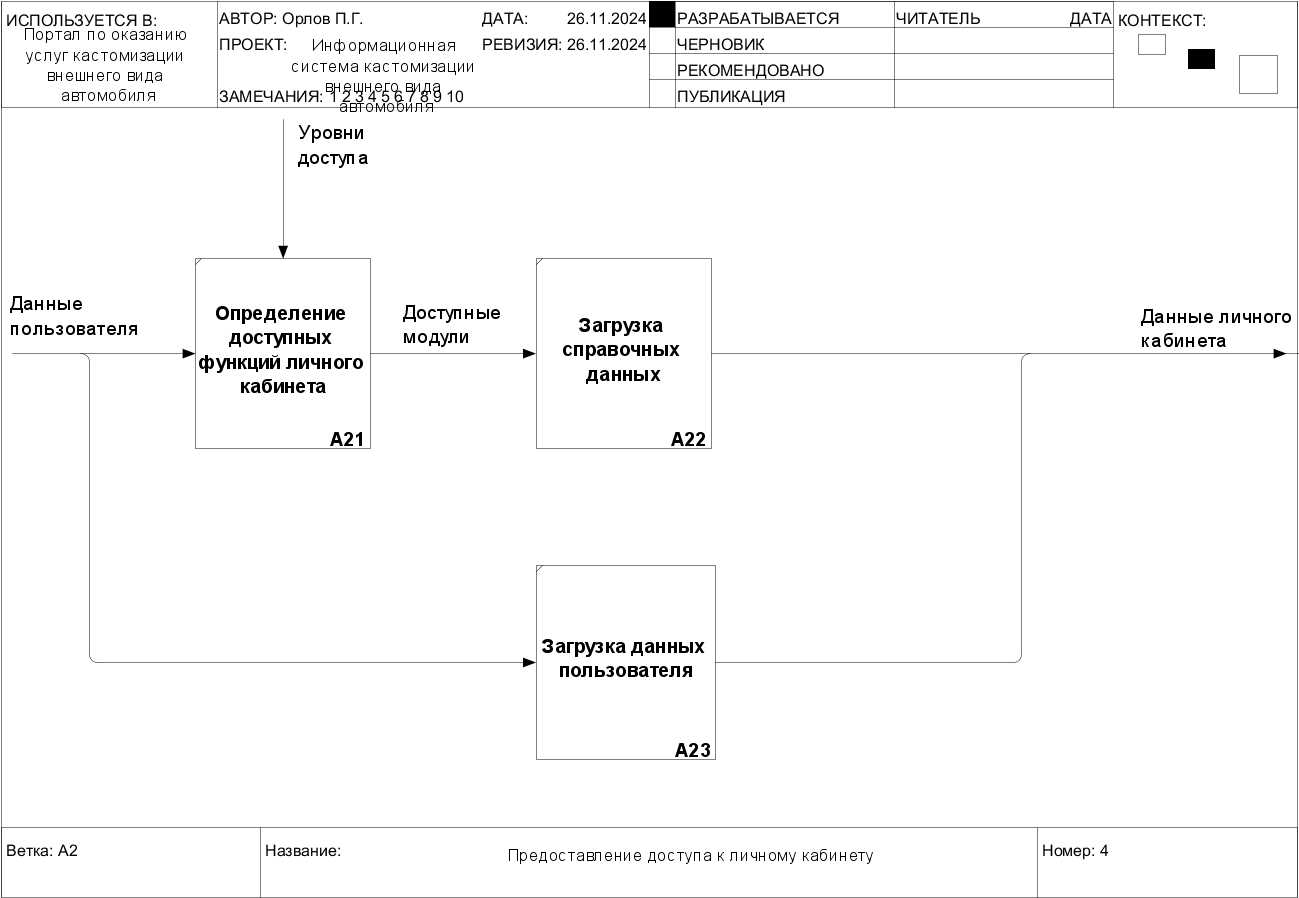 ИСПОЛЬЗУЕТСЯ В:
Портал по оказанию
услуг кастомизации
внешнего вида
автомобиля
АВТОР: Орлов П.Г.
ДАТА: 26.11.2024
ПРОЕКТ: Информационная
система кастомизации
внешнего вида
автомобиля
РЕВИЗИЯ: 26.11.2024
ЗАМЕЧАНИЯ: 1 2 3 4 5 6 7 8 9 10
РАЗРАБАТЫВАЕТСЯ
ЧЕРНОВИК
РЕКОМЕНДОВАНО
ПУБЛИКАЦИЯ
ЧИТАТЕЛЬ ДАТА
КОНТЕКСТ:
Уровни
доступа
Данные
пользователя
Определение
доступных
функций личного
кабинета
A21
Доступные
модули
Загрузка
справочных
данных
A22
Данные личного
кабинета
Загрузка данных
пользователя
A23
Ветка: A2
Название: Предоставление доступа к личному кабинету
Номер: 4